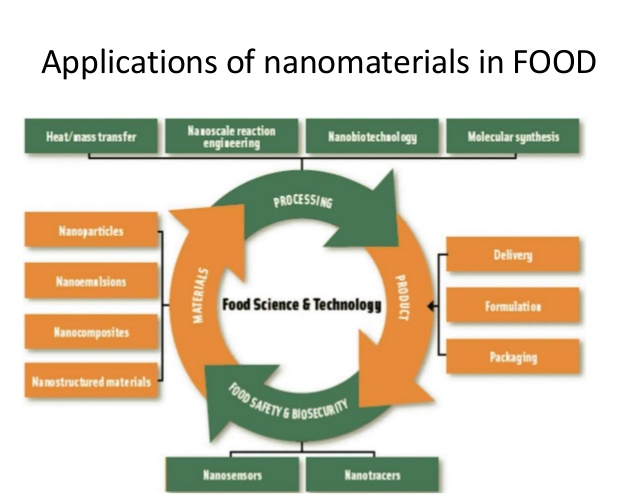 Applications of nanomaterials in FOOD
Heat/mass transfer
Nanoscale reaction
engineering
Nanobiotechnology
Molecular synthesis
PROCESSING
Nanoparticles
Nanoemulsions
Nanocomposites
Nanostructured materials
MATERIALS
Food Science & Technology
PRODUCT
Delivery
Formulation
Packaging
FOOD SAFETY & BIOSECURITY
Nanosensors
Nanotracers